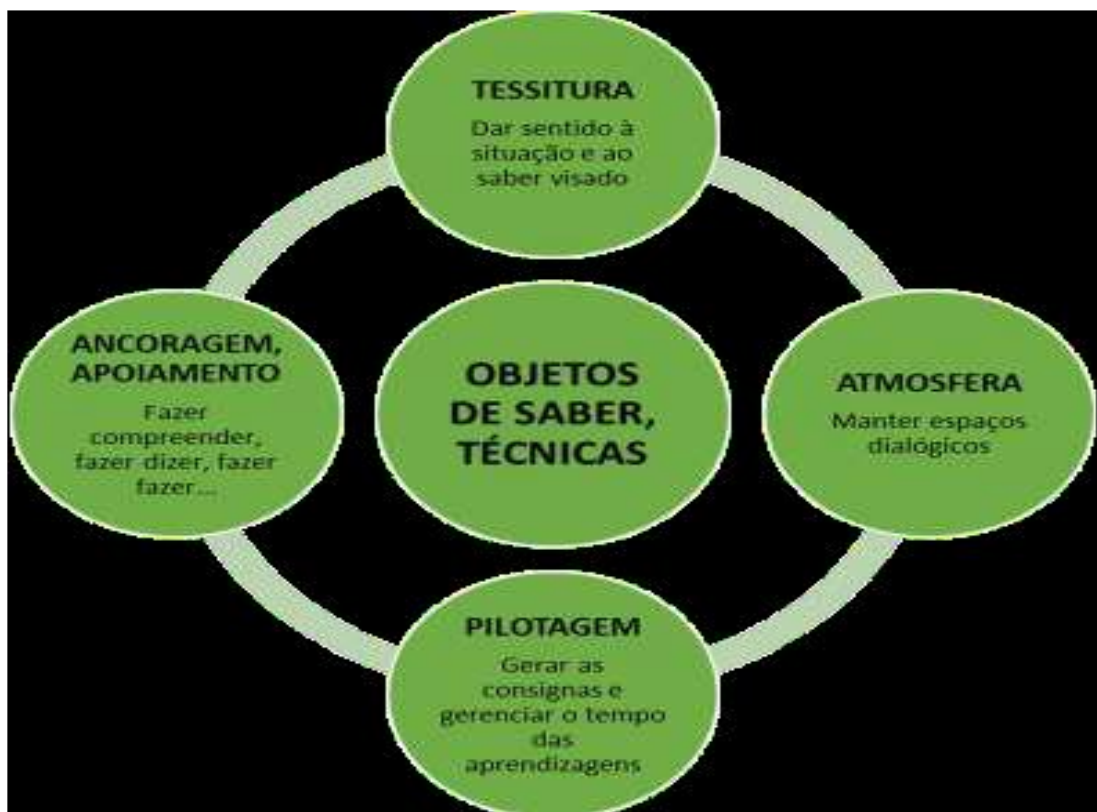 TESSITURA
Dar sentido à
situação e ao
saber visado
ANCORAGEM,
APOIAMENTO
Fazer
compreender,
fazer dizer, fazer
fazer...
OBJETOS
DE SABER,
TÉCNICAS
ATMOSFERA
Manter espaços
dialógicos
PILOTAGEM
Gerar as
consignas e
gerenciar o tempo
das
aprendizagens